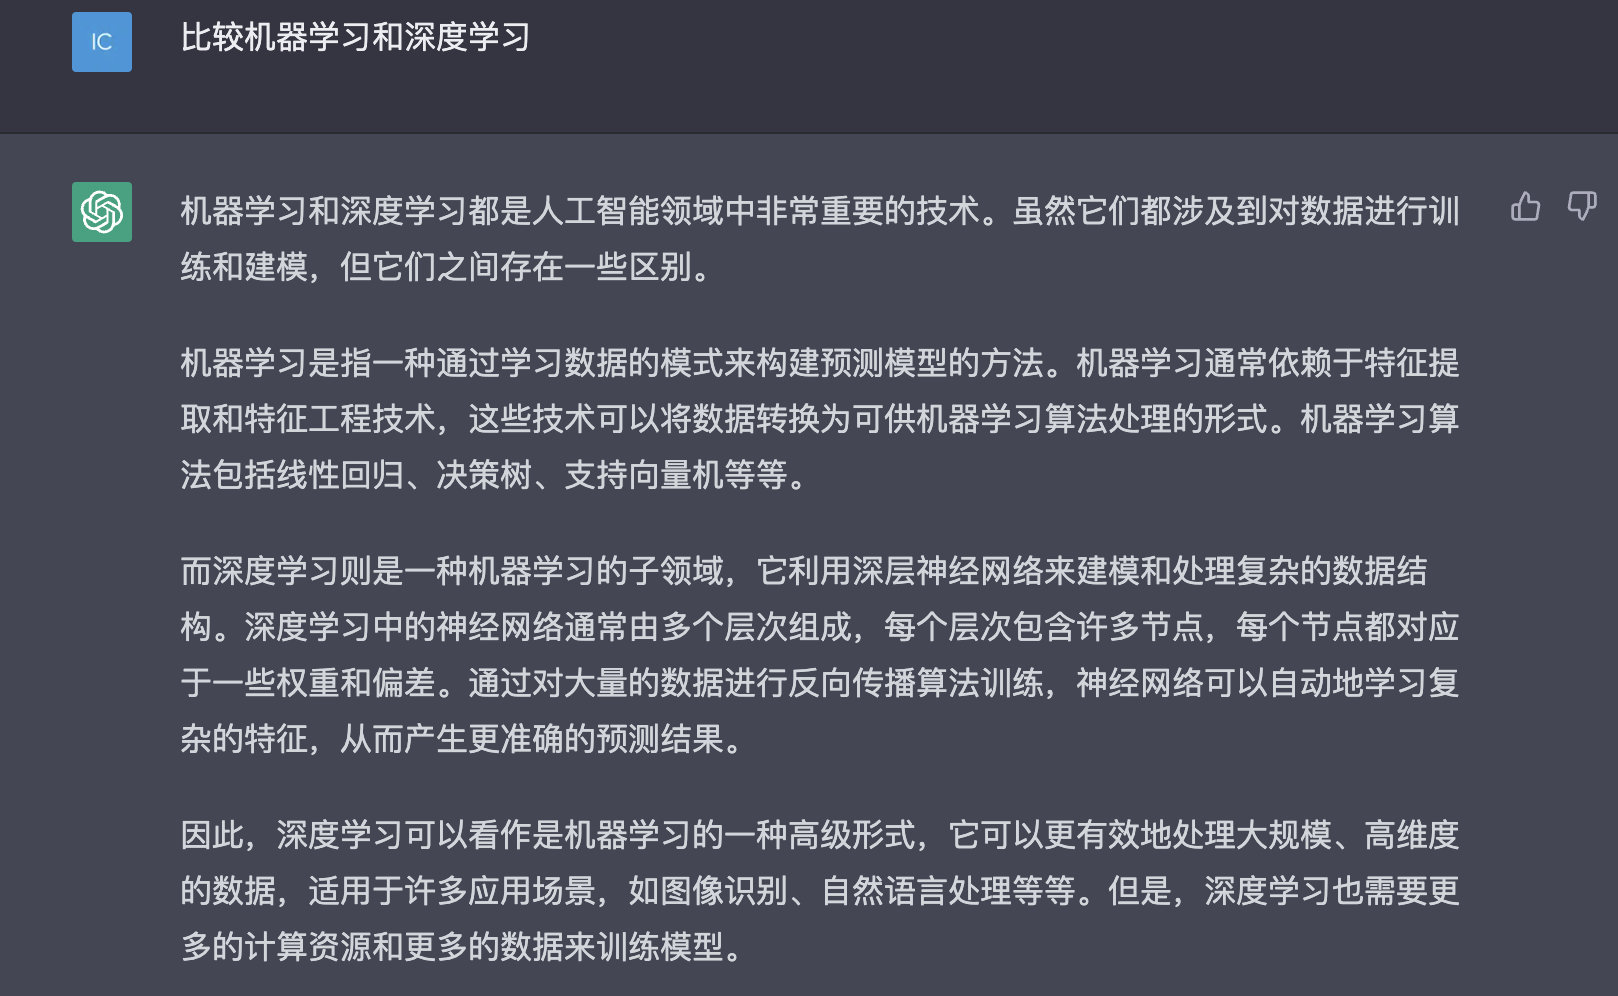 IC
比较机器学习和深度学习
机器学习和深度学习都是人工智能领域中非常重要的技术。虽然它们都涉及到对数据进行训
练和建模，但它们之间存在一些区别。
机器学习是指一种通过学习数据的模式来构建预测模型的方法。机器学习通常依赖于特征提
取和特征工程技术，这些技术可以将数据转换为可供机器学习算法处理的形式。机器学习算
法包括线性回归、决策树、支持向量机等等。
而深度学习则是一种机器学习的子领域，它利用深层神经网络来建模和处理复杂的数据结
构。深度学习中的神经网络通常由多个层次组成，每个层次包含许多节点，每个节点都对应
于一些权重和偏差。通过对大量的数据进行反向传播算法训练，神经网络可以自动地学习复
杂的特征，从而产生更准确的预测结果。
因此，深度学习可以看作是机器学习的一种高级形式，它可以更有效地处理大规模、高维度
的数据，适用于许多应用场景，如图像识别、自然语言处理等等。但是，深度学习也需要更
多的计算资源和更多的数据来训练模型。